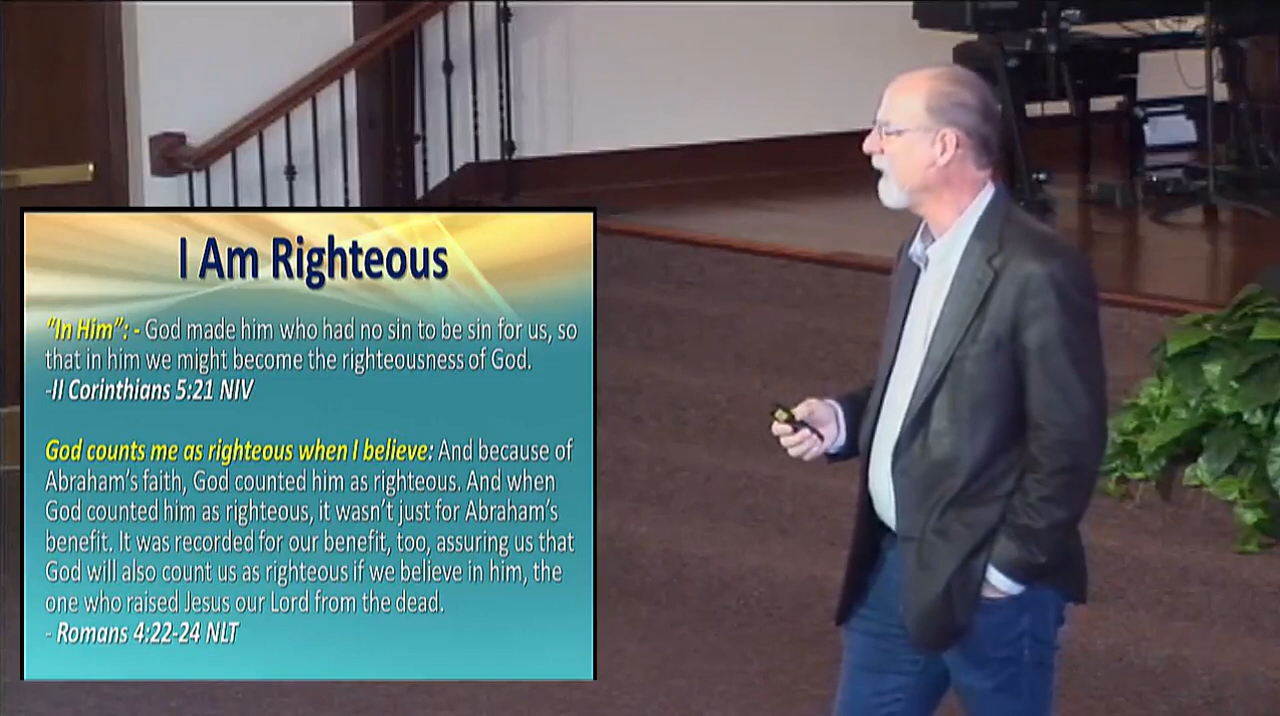 I Am Righteous
"In Him": - God made him who had no sin to be sin for us, so
that in him we might become the righteousness of God.
-II Corinthians 5:21 NIV
God counts me as righteous when I believe: And because of
Abraham's faith, God counted him as righteous. And when
God counted him as righteous, it wasn't just for Abraham's
benefit. It was recorded for our benefit, too, assuring us that
God will also count us as righteous if we believe in him, the
one who raised Jesus our Lord from the dead.
- Romans 4:22-24 NLT